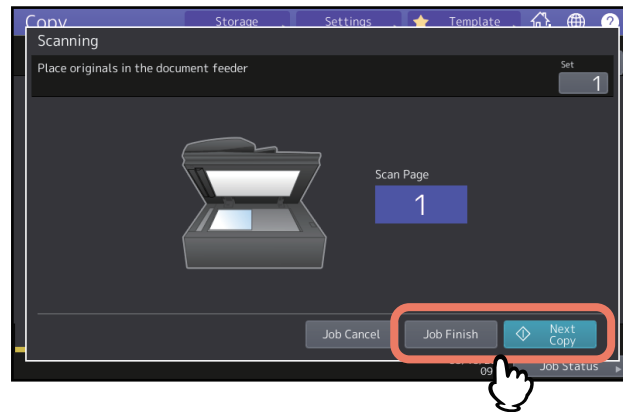 Copy
Storage
Settings
Template
?
Scanning
Place originals in the document feeder
Set
1
Scan Page
1
Job Cancel
Job Finish
Next
Copy
09
Job Status